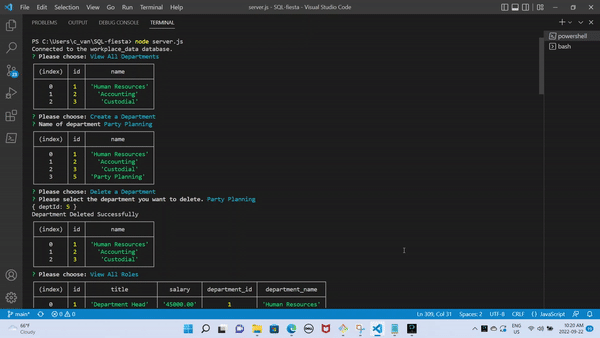 File Edit Selection View Go Run Terminal Help
server.js - SQL-fiesta - Visual Studio Code
PROBLEMS OUTPUT DEBUG CONSOLE TERMINAL
powershell
bash
PS C:\Users\c_van\SQL-fiesta> node server.js
Connected to the workplace_data database.
? Please choose: View All Departments
(index) id name
0 1 'Human Resources'
1 2 'Accounting'
2 3 'Custodial'
? Please choose: Create a Department
? Name of department Party Planning
(index) id name
0 1 'Human Resources'
1 2 'Accounting'
2 3 'Custodial'
3 5 'Party Planning'
? Please choose: Delete a Department
? Please select the department you want to delete. Party Planning
{ deptId: 5 }
Department Deleted Successfully
(index) id name
0 1 'Human Resources'
1 2 'Accounting'
2 3 'Custodial'
? Please choose: View All Roles
(index) id title salary department_id department_name
0 1 'Department Head' '45000.00' 1 'Human Resources'
main* 0 0
Ln 309, Col 31 Spaces: 2 UTF-8 CRLF {} JavaScript
66°F
Cloudy
ENG
US
10:20 AM
2022-09-22